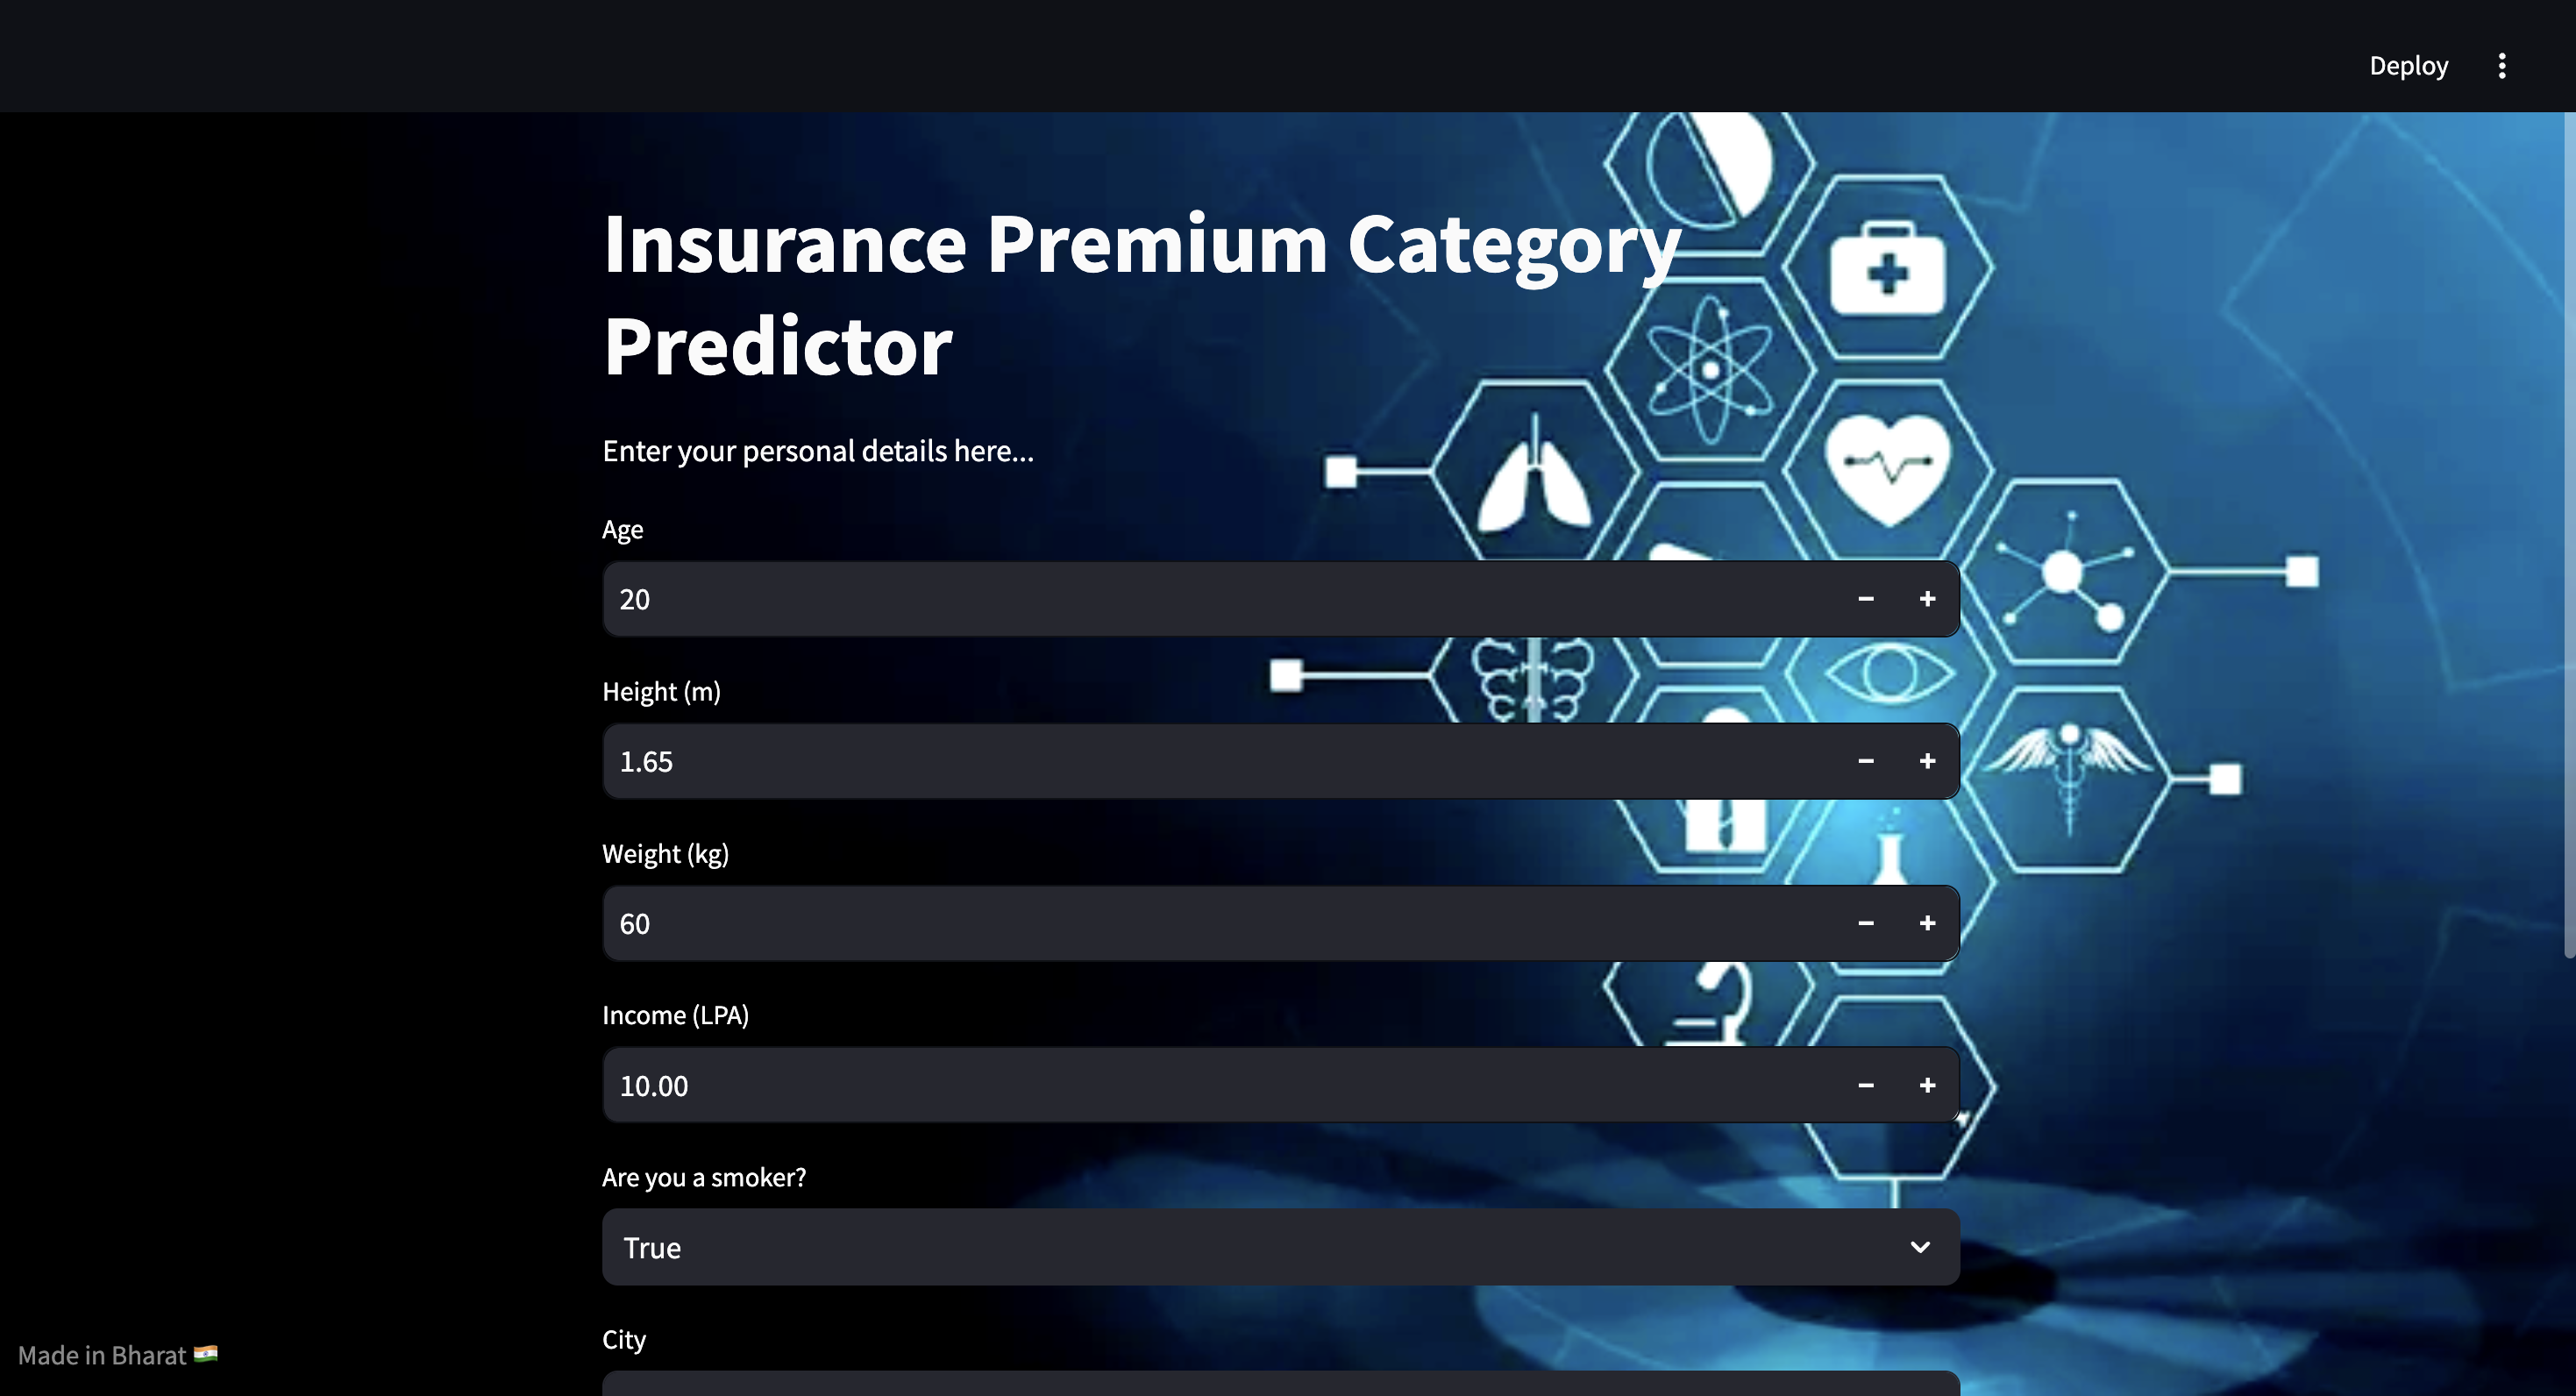 Deploy
Insurance Premium Category
Predictor
Enter your personal details here...
Age
20
Height (m)
1.65
Weight (kg)
60
Income (LPA)
10.00
Are you a smoker?
True
City
Made in Bharat 🇮🇳